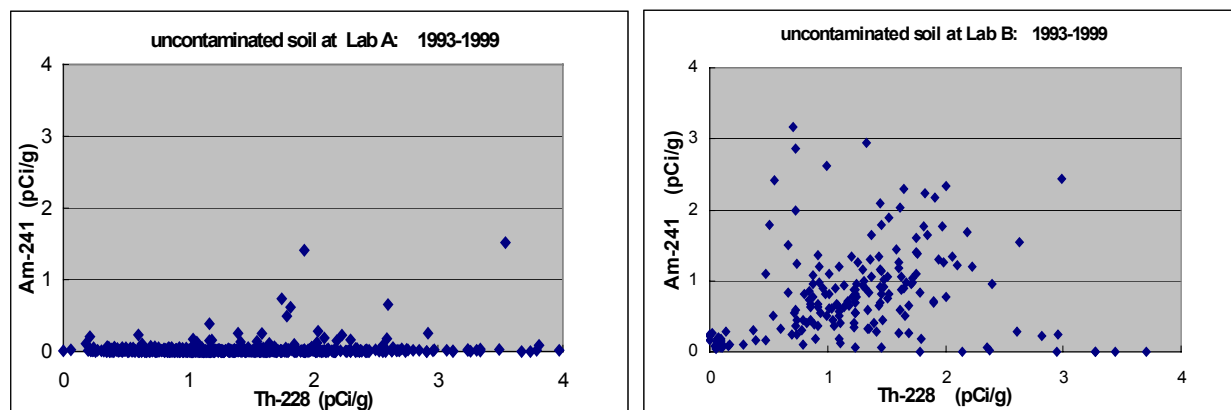 uncontaminated soil at Lab A: 1993-1999
4
3
2
1
0
Am-241 (pCi/g)
0 1 2 3 4
Th-228 (pCi/g)
uncontaminated soil at Lab B: 1993-1999
4
3
2
1
0
Am-241 (pCi/g)
0 1 2 3 4
Th-228 (pCi/g)